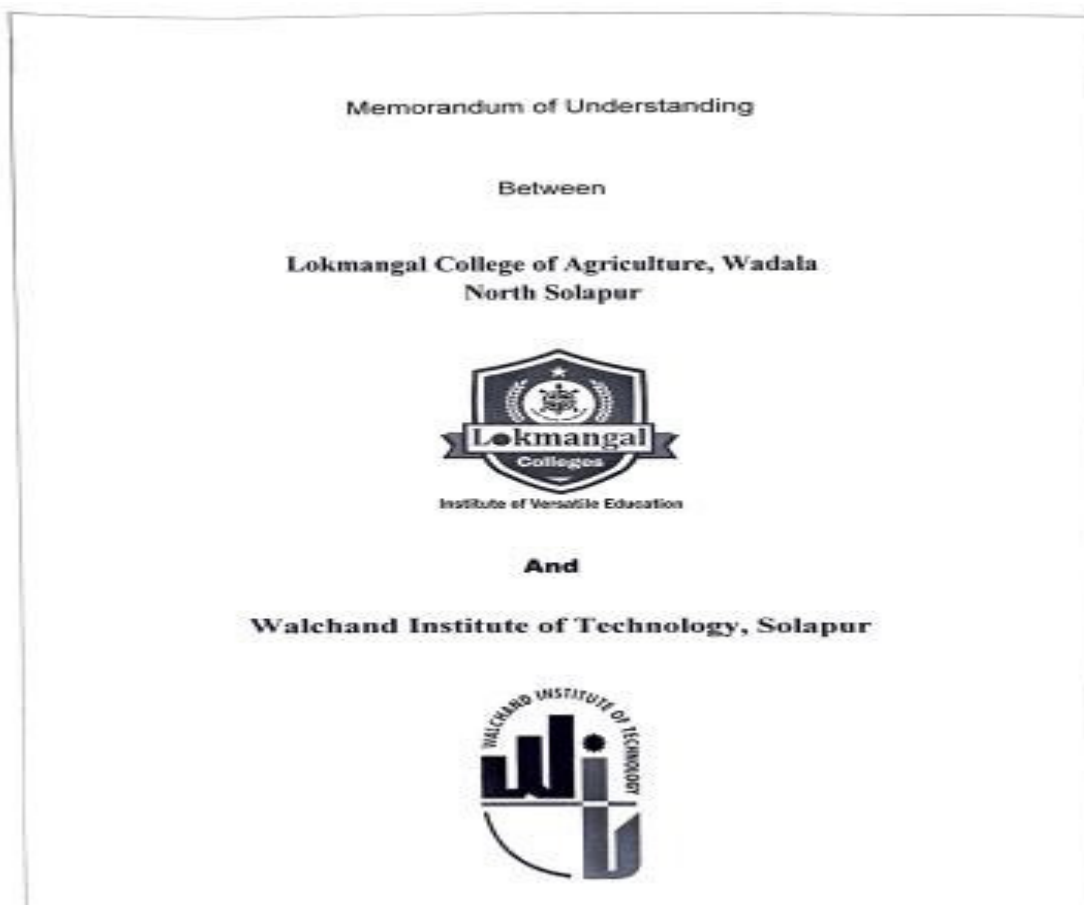 Memorandum of Understanding
Between
Lokmangal College of Agriculture, Wadala
North Solapur
Lokmangal
Colleges
Institute of Versatile Education
And
Walchand Institute of Technology, Solapur
WALCHAND INSTITUTE OF TECHNOLOGY
wit